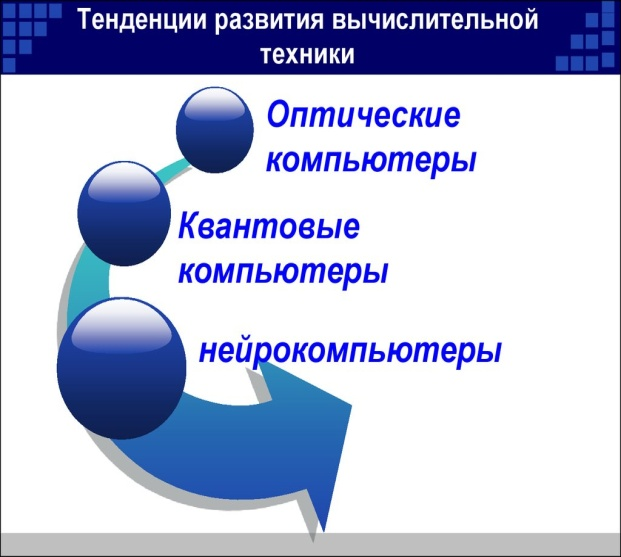 Тенденции развития вычислительной
техники
Оптические
компьютеры
Квантовые
компьютеры
нейрокомпьютеры